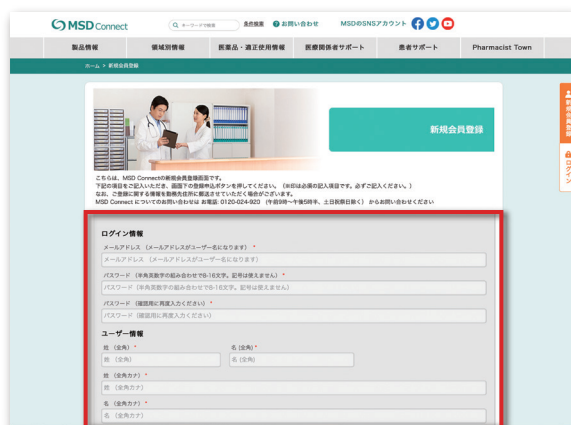 MSD Connect
キーワードで検索
条件検索
お問い合わせ
MSDのSNSアカウント
製品情報 領域別情報 医薬品・適正使用情報 医療関係者サポート 患者サポート Pharmacist Town
ホーム > 新規会員登録
新規会員登録
新規会員登録
ログイン
こちらは、MSD Connectの新規会員登録画面です。
下記の項目をご記入いただき、画面下の登録申込ボタンを押してください。(※印は必須の記入項目です。必ずご記入ください。)
なお、ご登録に関する情報を勤務先住所に郵送させていただく場合がございます。
MSD Connect についてのお問い合わせは お電話: 0120-024-920 (午前9時〜午後5時半、土日祝祭日除く) からお問い合わせください
ログイン情報
メールアドレス (メールアドレスがユーザー名になります) *
メールアドレス (メールアドレスがユーザー名になります)
パスワード (半角英数字の組み合わせで8-16文字。記号は使えません) *
パスワード (半角英数字の組み合わせで8-16文字。記号は使えません)
パスワード (確認用に再度入力ください) *
パスワード (確認用に再度入力ください)
ユーザー情報
姓 (全角) * 名 (全角) *
姓 (全角) 名 (全角)
姓 (全角カナ) *
姓 (全角カナ)
名 (全角カナ) *
名 (全角カナ)